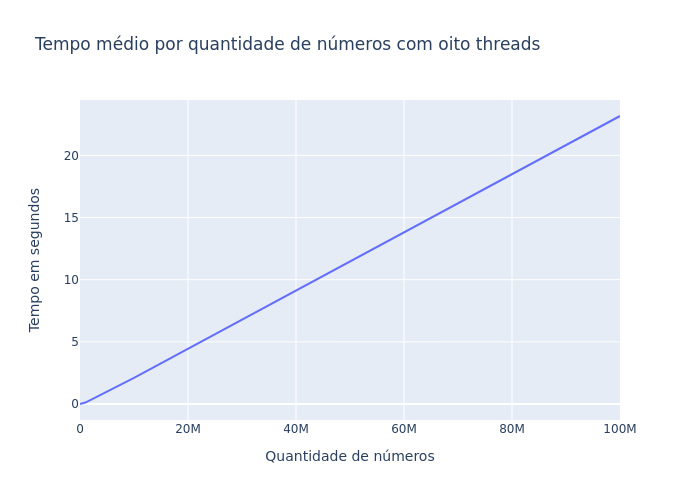 Tempo médio por quantidade de números com oito threads
20
15
10
5
0
Tempo em segundos
0 20M 40M 60M 80M 100M
Quantidade de números